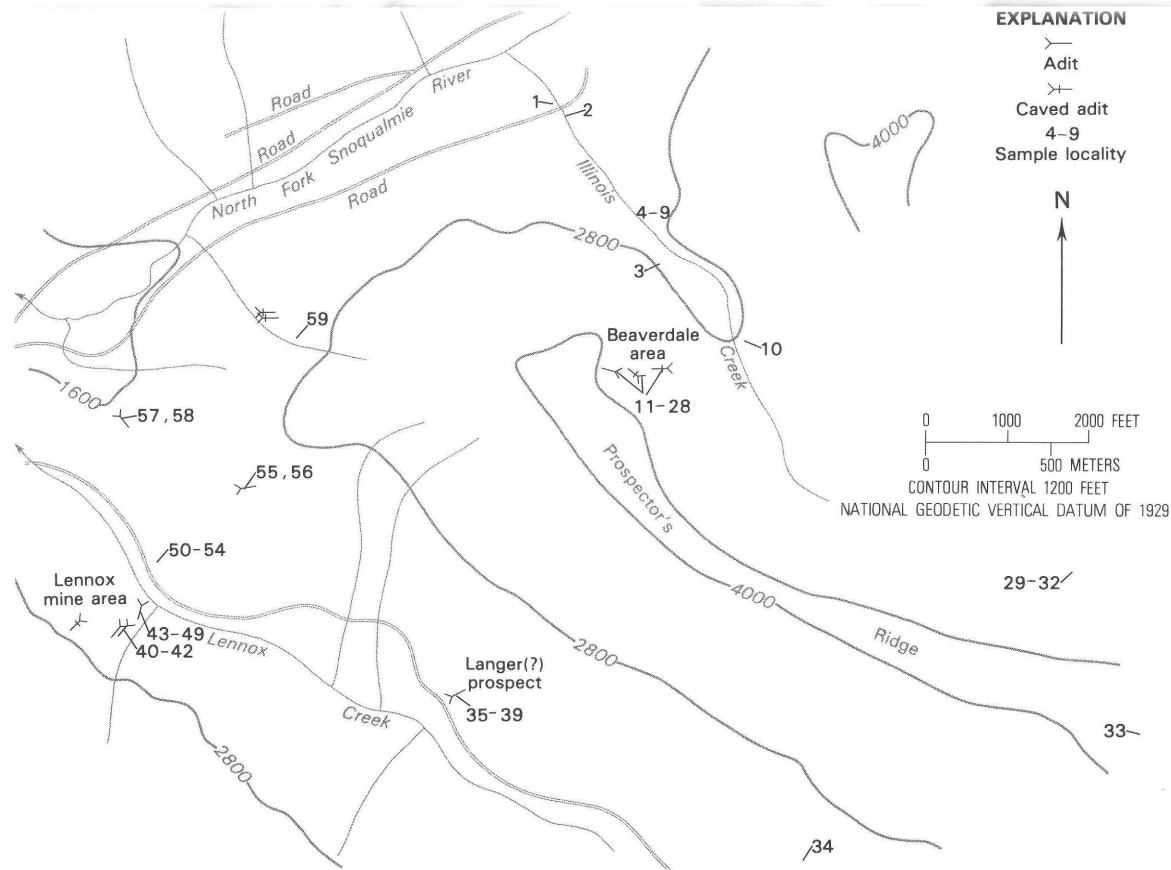 EXPLANATION
Adit
Caved adit
4-9
Sample locality
N
Road
Road
North Fork Snoqualmie River
Road
1
2
Illinois Creek
4000
4-9
2800
3
59
Beaverdale
area
10
11-28
1600
57, 58
0 1000 2000 FEET
0 500 METERS
CONTOUR INTERVAL 1200 FEET
NATIONAL GEODETIC VERTICAL DATUM OF 1929
55, 56
Prospector's Ridge
50-54
29-32
4000
Lennox
mine area
43-49
40-42
Lennox Creek
Langer(?)
prospect
35-39
2800
33
2800
34